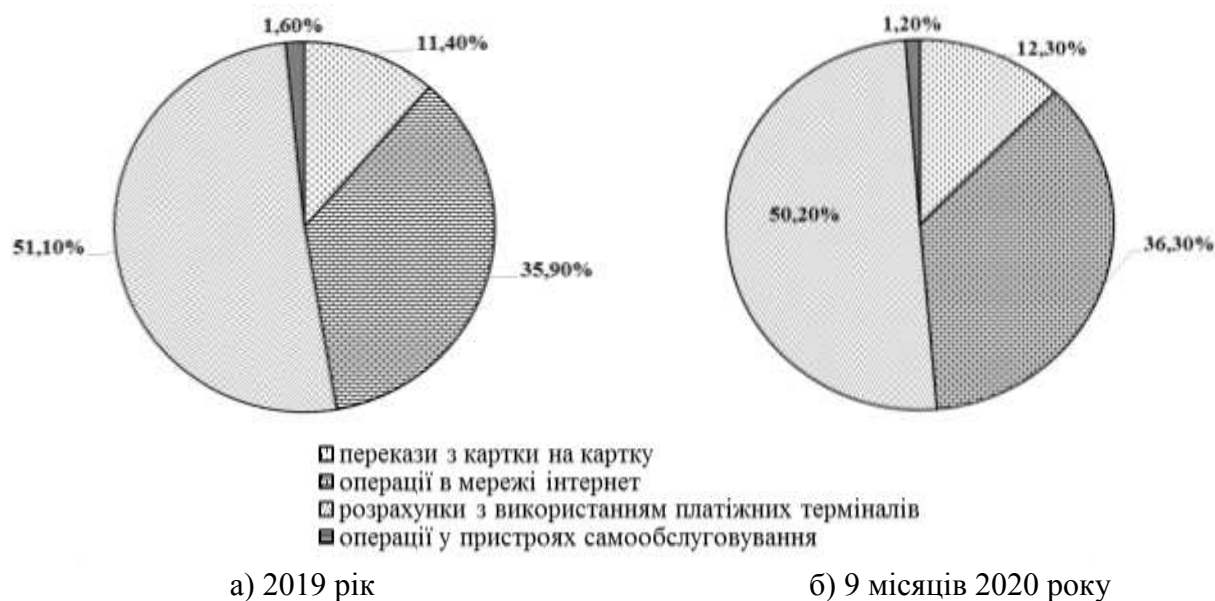 1,60%
11,40%
51,10%
35,90%
1,20%
12,30%
50,20%
36,30%
перекази з картки на картку
операції в мережі інтернет
розрахунки з використанням платіжних терміналів
операції у пристроях самообслуговування
а) 2019 рік
б) 9 місяців 2020 року